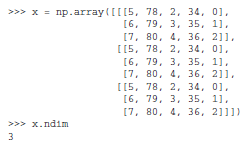 >>> x = np.array([[[5, 78, 2, 34, 0],
[6, 79, 3, 35, 1],
[7, 80, 4, 36, 2]],
[[5, 78, 2, 34, 0],
[6, 79, 3, 35, 1],
[7, 80, 4, 36, 2]],
[[5, 78, 2, 34, 0],
[6, 79, 3, 35, 1],
[7, 80, 4, 36, 2]]])
>>> x.ndim
3